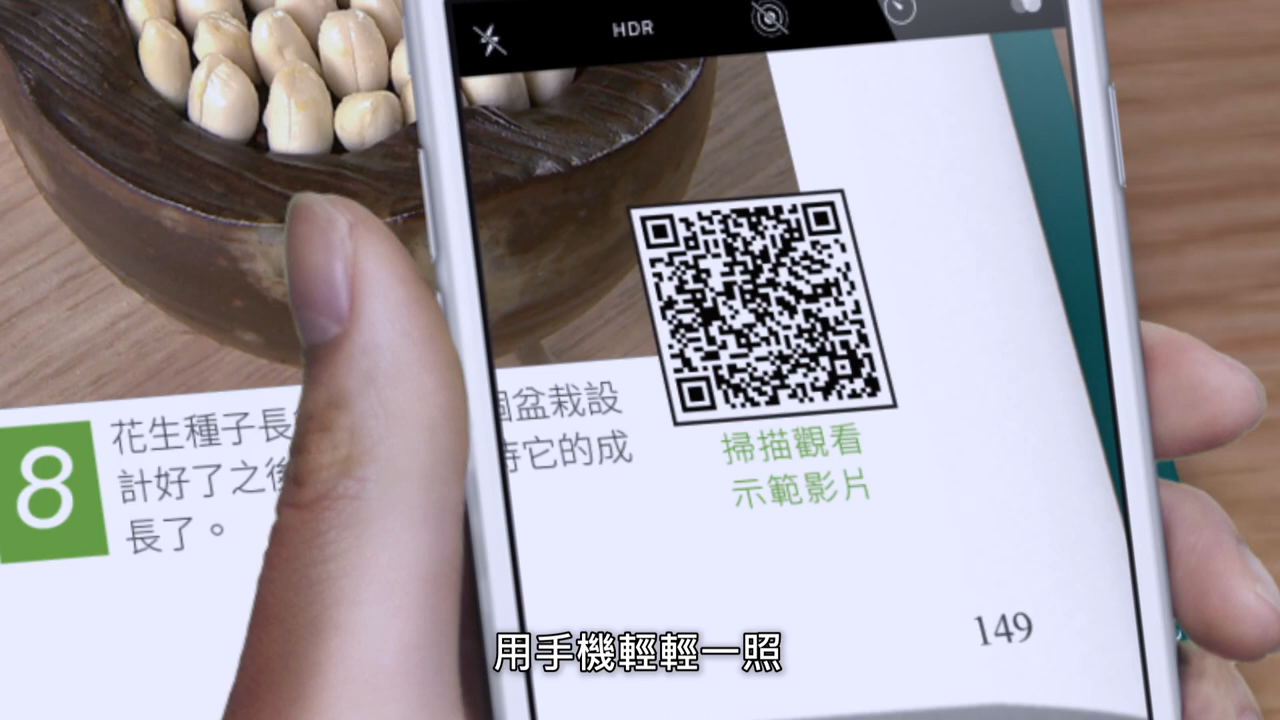 HDR
8
花生種子長
計好了之後
長了。
個盆栽設
待它的成
掃描觀看
示範影片
149
用手機輕輕一照